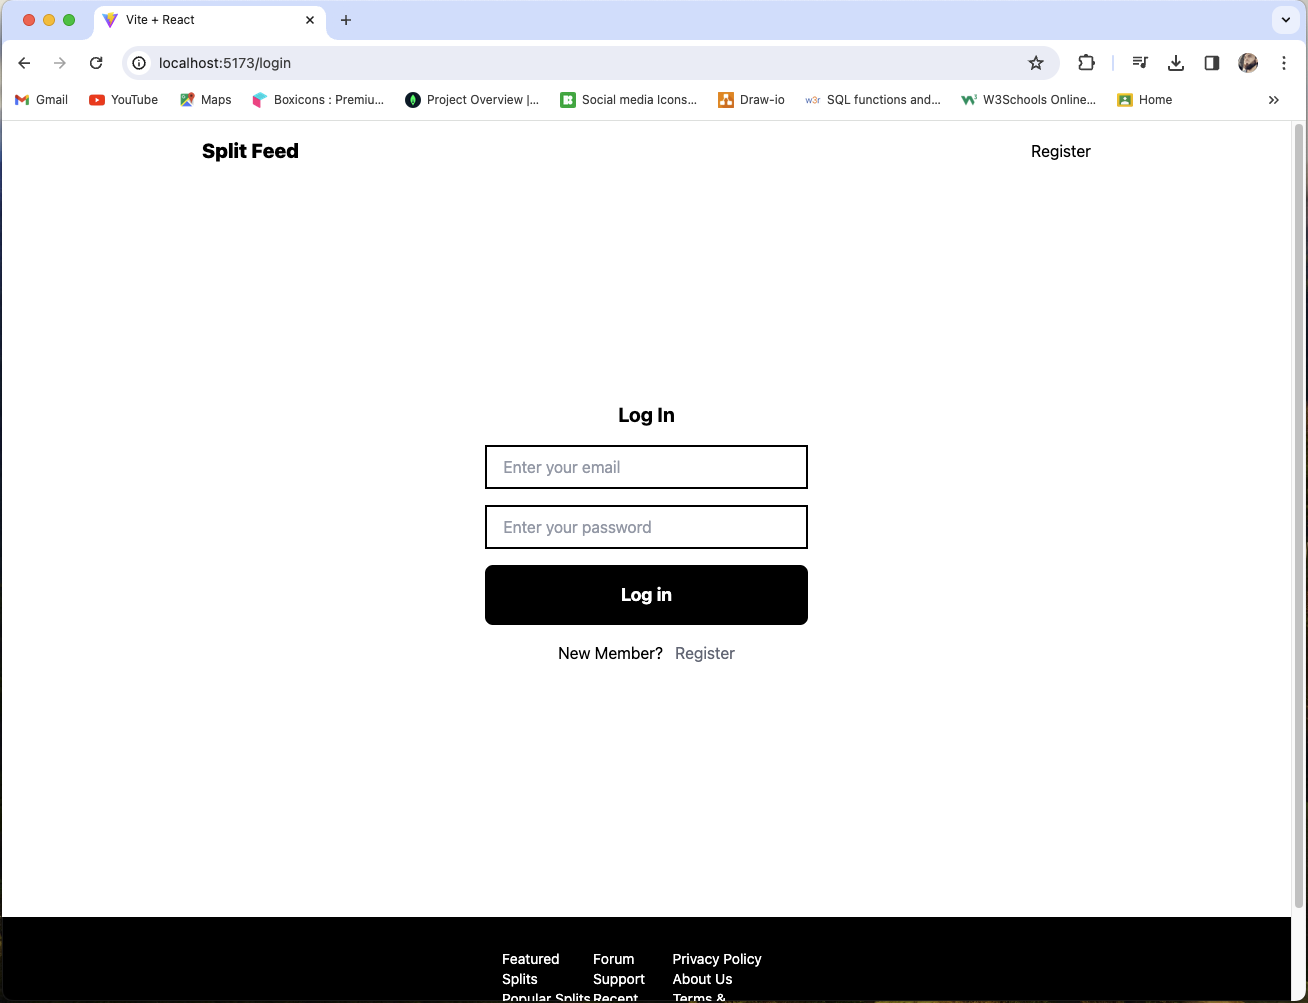 Vite + React
localhost:5173/login
Gmail YouTube Maps Boxicons : Premiu... Project Overview |... Social media Icons... Draw-io w3r SQL functions and... W3Schools Online... Home
Split Feed Register
Log In
Enter your email
Enter your password
Log in
New Member? Register
Featured Forum Privacy Policy
Splits Support About Us
Popular Splits Recent Terms &